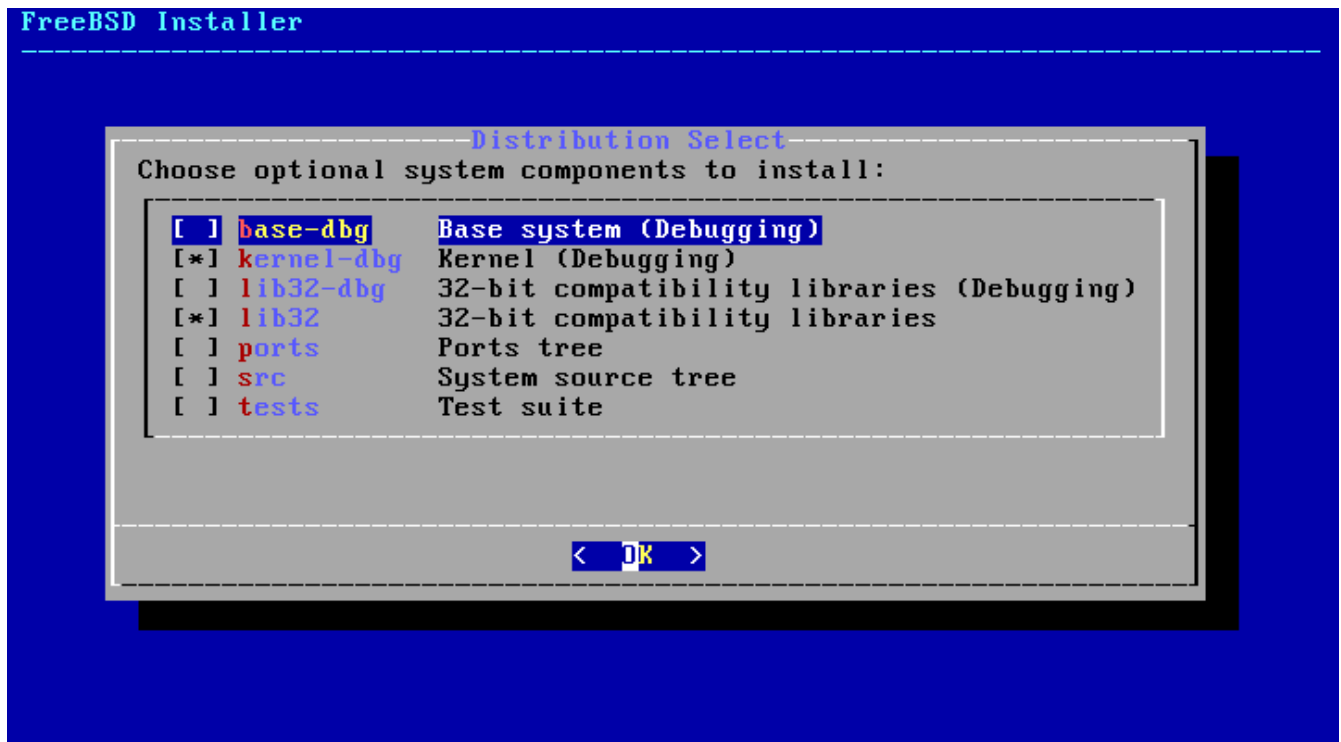 FreeBSD Installer
Distribution Select
Choose optional system components to install:
[ ] base-dbg Base system (Debugging)
[*] kernel-dbg Kernel (Debugging)
[ ] lib32-dbg 32-bit compatibility libraries (Debugging)
[*] lib32 32-bit compatibility libraries
[ ] ports Ports tree
[ ] src System source tree
[ ] tests Test suite
< OK >